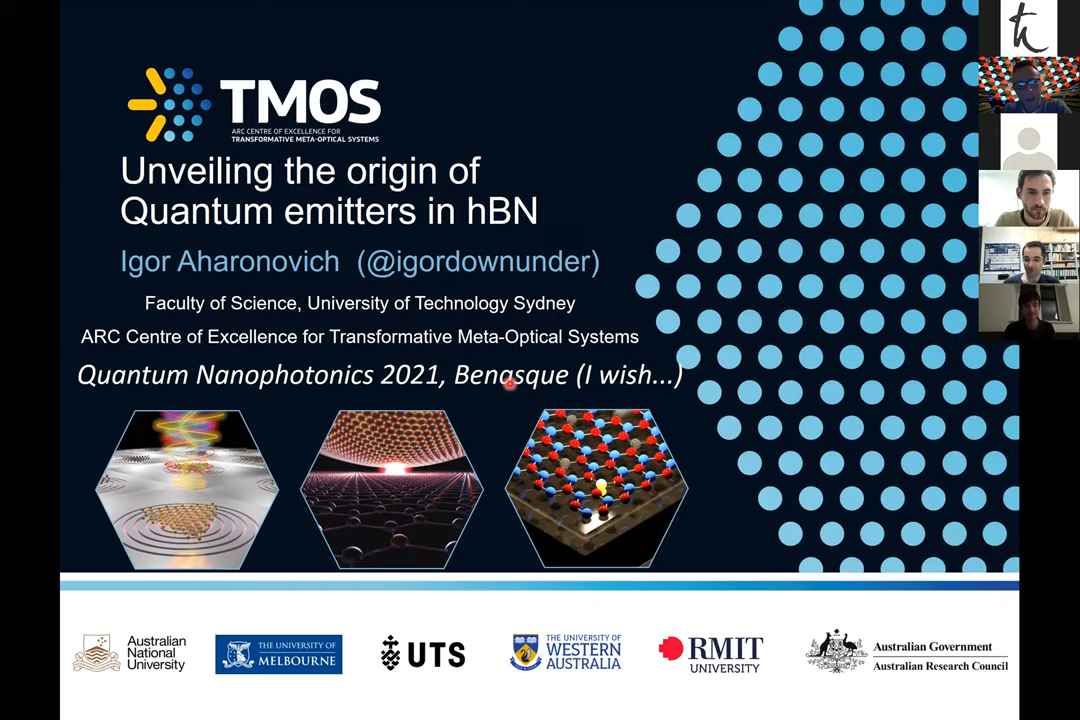 TMOS
ARC CENTRE OF EXCELLENCE FOR
TRANSFORMATIVE META-OPTICAL SYSTEMS
Unveiling the origin of
Quantum emitters in hBN
Igor Aharonovich (@igordownunder)
Faculty of Science, University of Technology Sydney
ARC Centre of Excellence for Transformative Meta-Optical Systems
Quantum Nanophotonics 2021, Benasque (I wish...)
Australian
National
University
THE UNIVERSITY OF
MELBOURNE
UTS
THE UNIVERSITY OF
WESTERN
AUSTRALIA
RMIT
UNIVERSITY
Australian Government
Australian Research Council